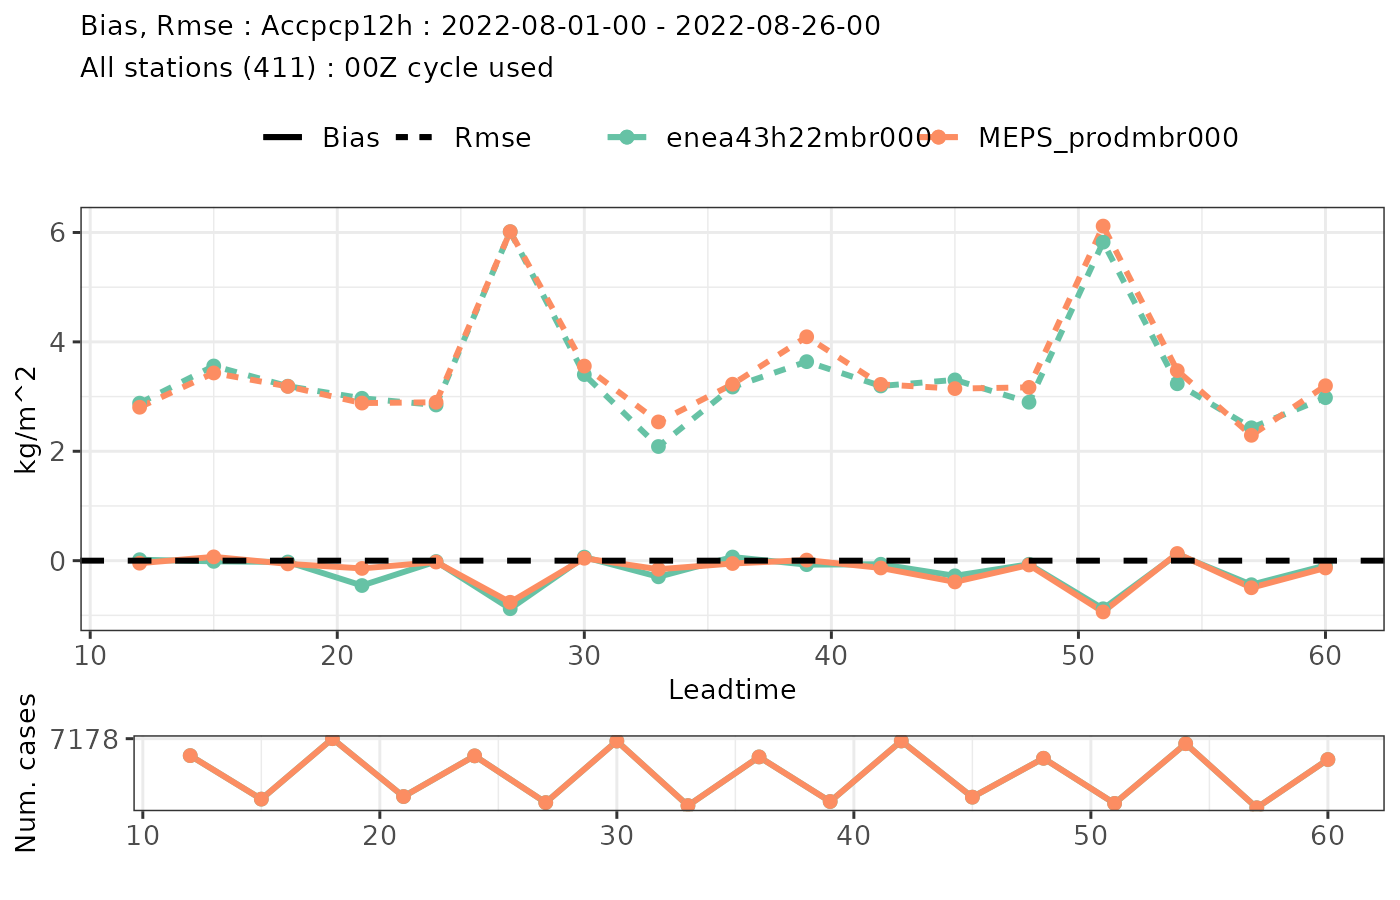 Bias, Rmse : Accpcp12h : 2022-08-01-00 - 2022-08-26-00
All stations (411) : 00Z cycle used
Bias Rmse enea43h22mbr000 MEPS_prodmbr000
kg/m^2
6
4
2
0
10 20 30 40 50 60
Leadtime
Num. cases
7178
10 20 30 40 50 60